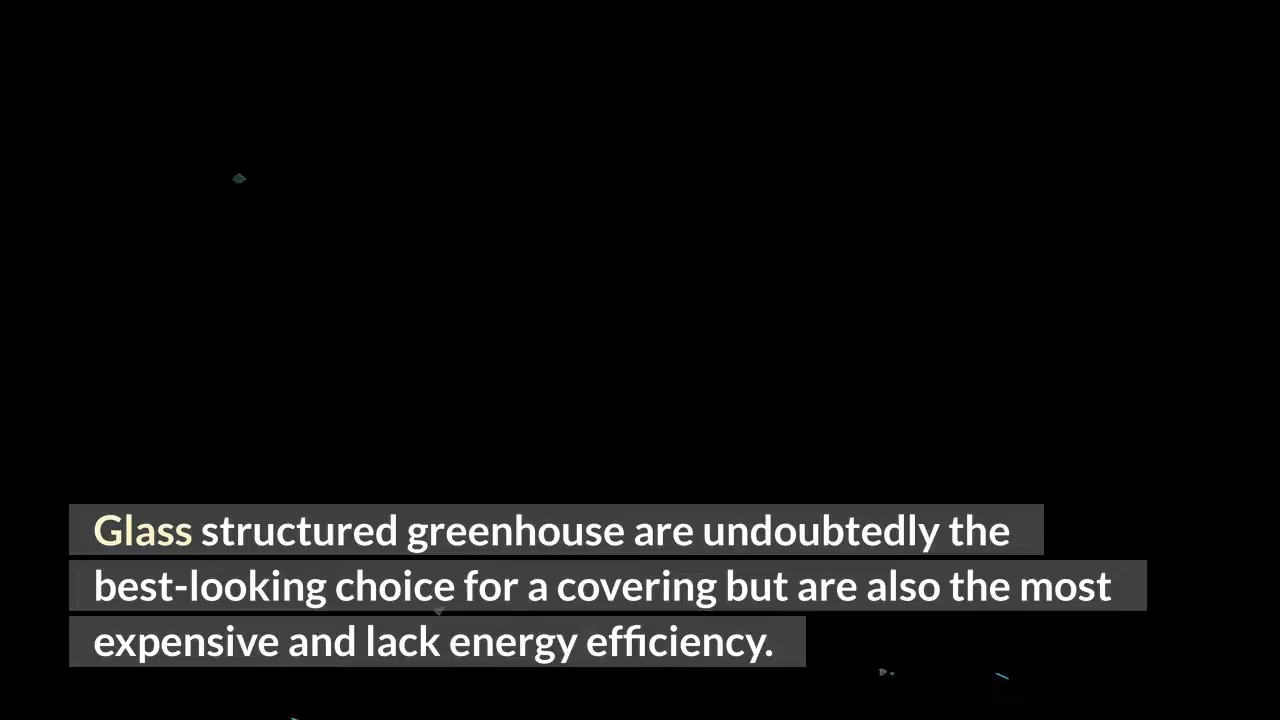 Glass structured greenhouse are undoubtedly the
best-looking choice for a covering but are also the most
expensive and lack energy efficiency.